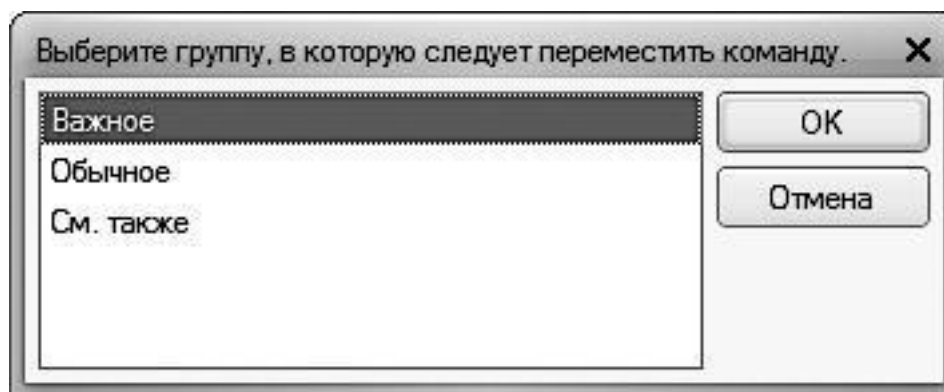 Выберите группу, в которую следует переместить команду.
Важное
OK
Обычное
Отмена
См. также